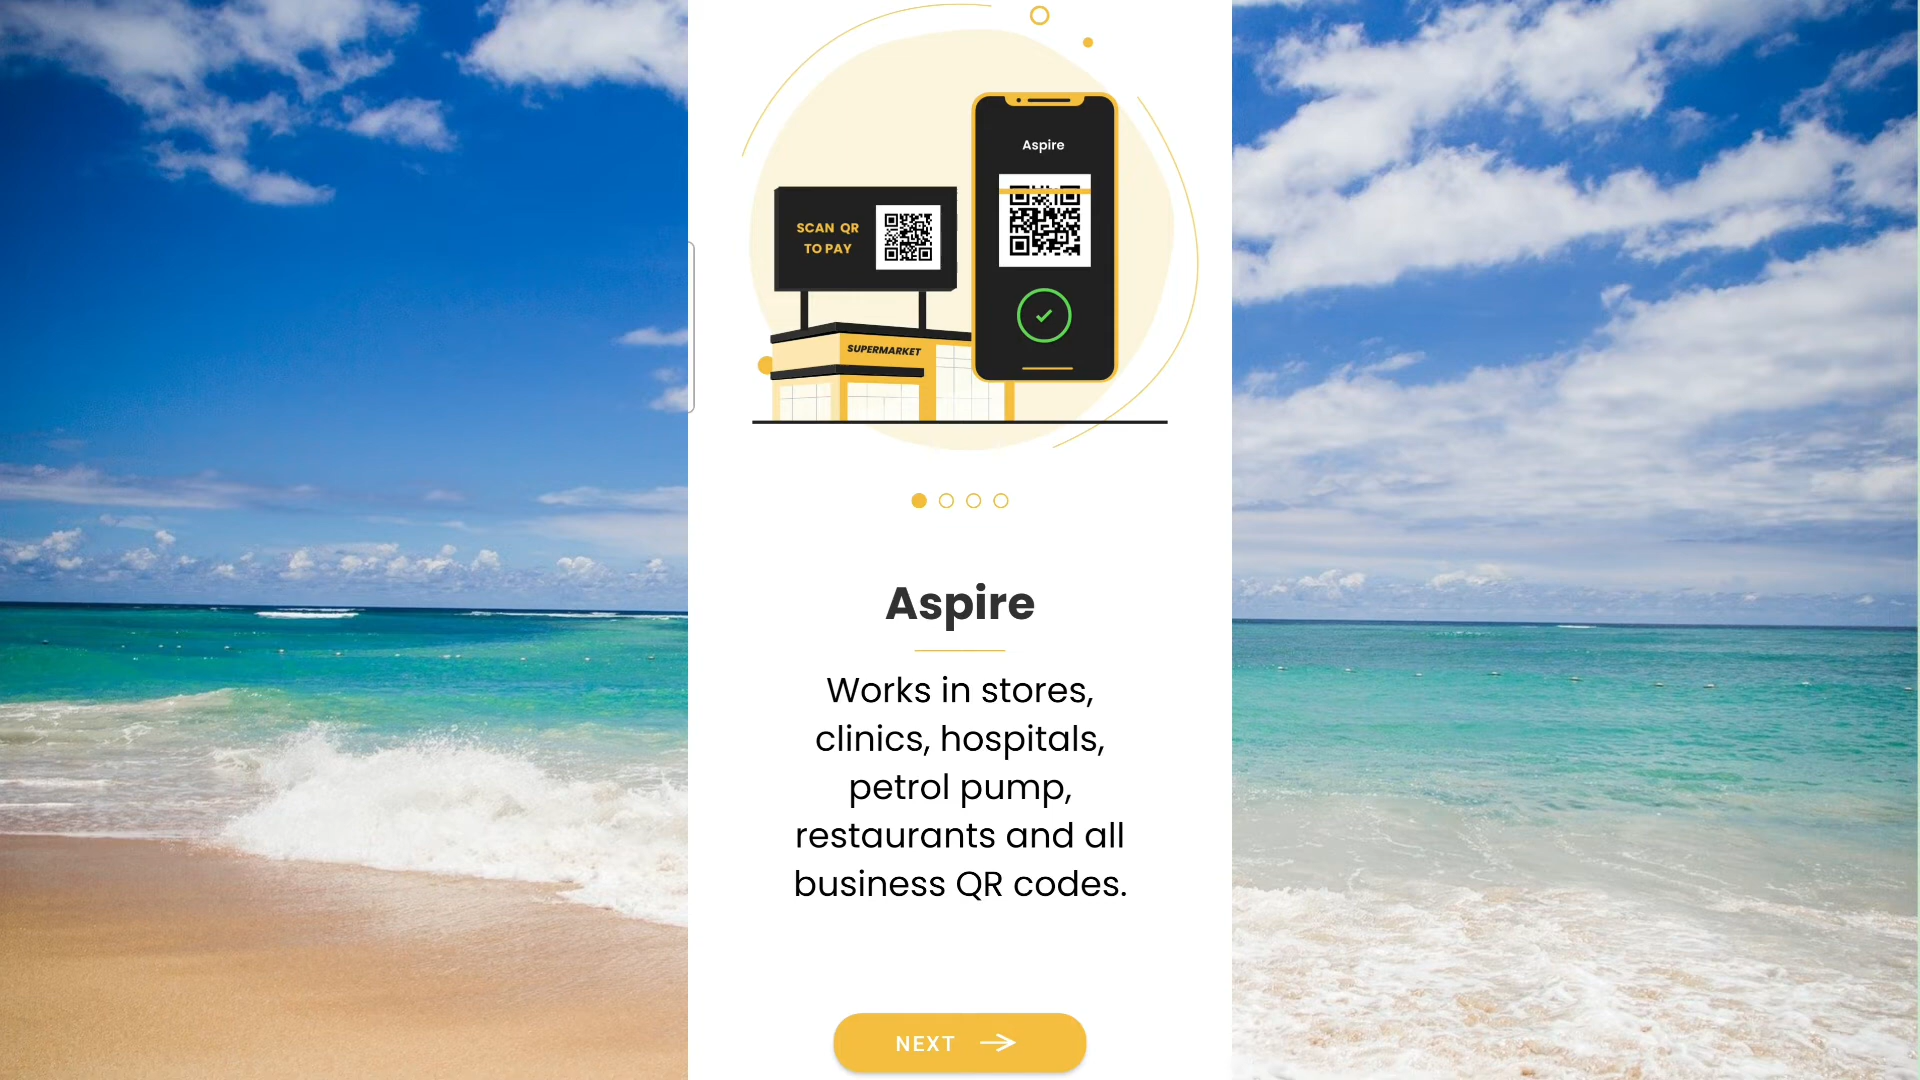 Aspire
SCAN QR
TO PAY
SUPERMARKET
Aspire
Works in stores,
clinics, hospitals,
petrol pump,
restaurants and all
business QR codes.
NEXT